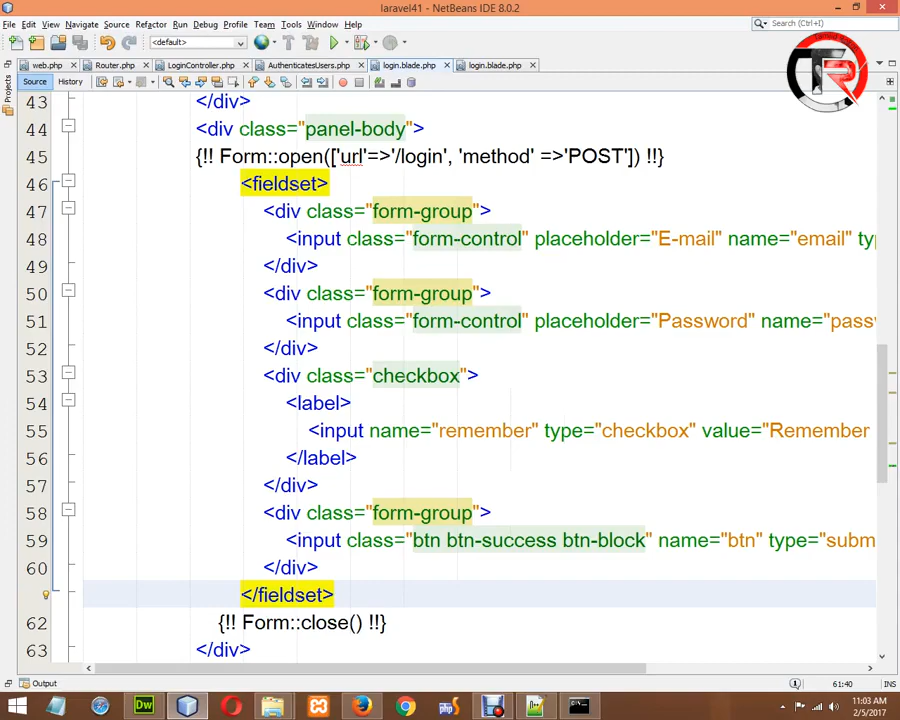 laravel41 - NetBeans IDE 8.0.2
File Edit View Navigate Source Refactor Run Debug Profile Team Tools Window Help
<default>
Search (Ctrl+I)
web.php Router.php LoginController.php AuthenticatesUsers.php login.blade.php login.blade.php
Source History
Projects
43 </div>
44 <div class="panel-body">
45 {!! Form::open(['url'=>'/login', 'method' =>'POST']) !!}
46 <fieldset>
47 <div class="form-group">
48 <input class="form-control" placeholder="E-mail" name="email" typ
49 </div>
50 <div class="form-group">
51 <input class="form-control" placeholder="Password" name="passw
52 </div>
53 <div class="checkbox">
54 <label>
55 <input name="remember" type="checkbox" value="Remember
56 </label>
57 </div>
58 <div class="form-group">
59 <input class="btn btn-success btn-block" name="btn" type="subm
60 </div>
</fieldset>
62 {!! Form::close() !!}
63 </div>
Output
61:40 INS
Dw
php
11:03 AM
2/5/2017